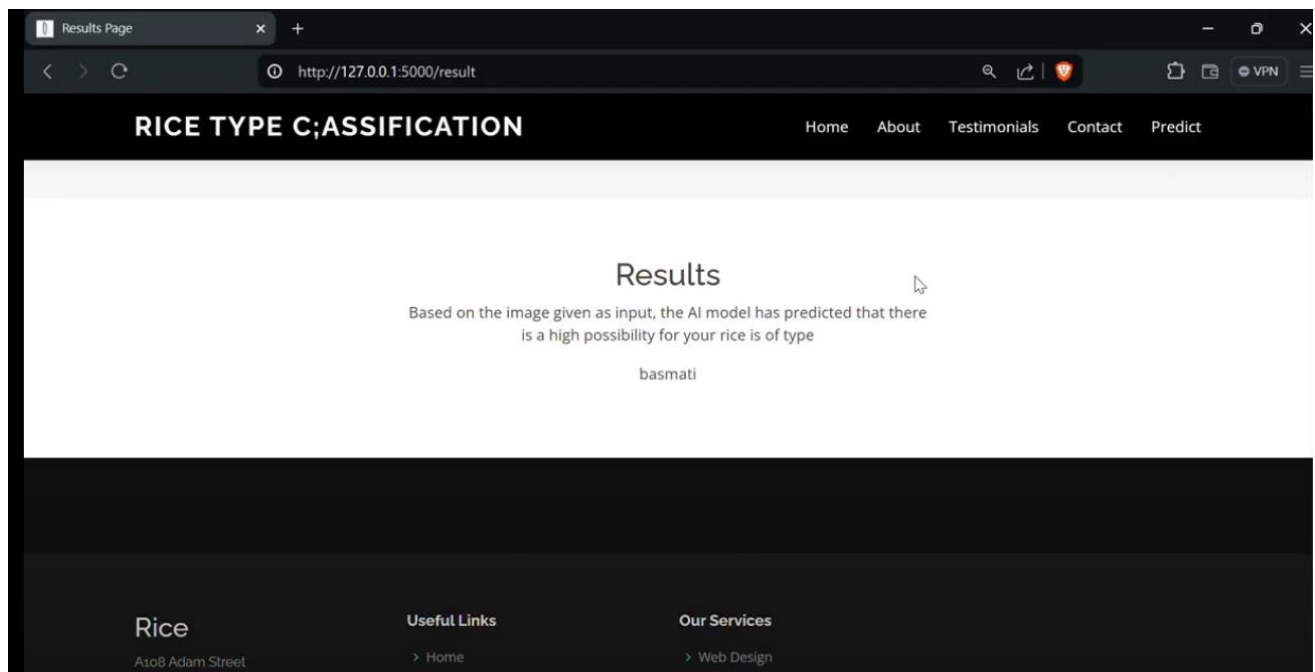 Results Page
http://127.0.0.1:5000/result
VPN
RICE TYPE C;ASSIFICATION
Home About Testimonials Contact Predict
Results
Based on the image given as input, the AI model has predicted that there
is a high possibility for your rice is of type
basmati
Rice
A108 Adam Street
Useful Links
> Home
Our Services
> Web Design